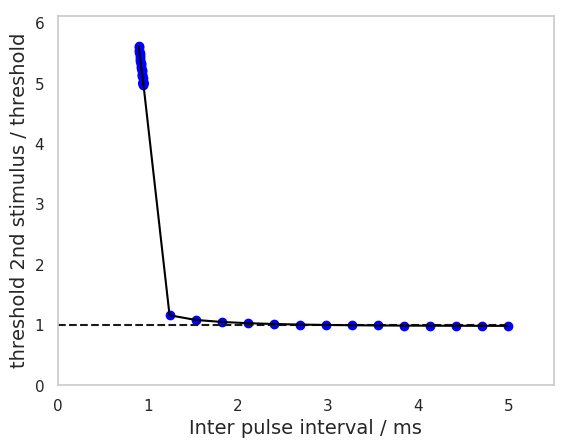 threshold 2nd stimulus / threshold
6
5
4
3
2
1
0
0 1 2 3 4 5
Inter pulse interval / ms